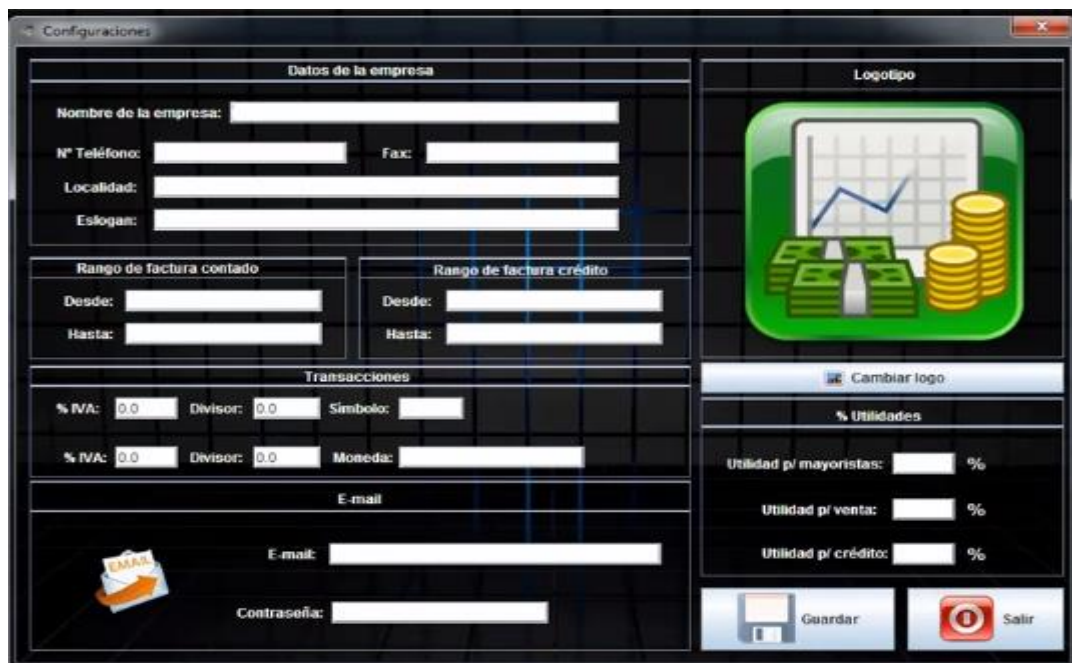 Configuraciones
Datos de la empresa
Nombre de la empresa:
Nº Teléfono: Fax:
Localidad:
Eslogan:
Rango de factura contado
Desde:
Hasta:
Rango de factura crédito
Desde:
Hasta:
Transacciones
% IVA: 0.0 Divisor: 0.0 Símbolo:
% IVA: 0.0 Divisor: 0.0 Moneda:
E-mail
EMAIL
E-mail:
Contraseña:
Logotipo
Cambiar logo
% Utilidades
Utilidad p/ mayoristas: %
Utilidad p/ venta: %
Utilidad p/ crédito: %
Guardar
Salir